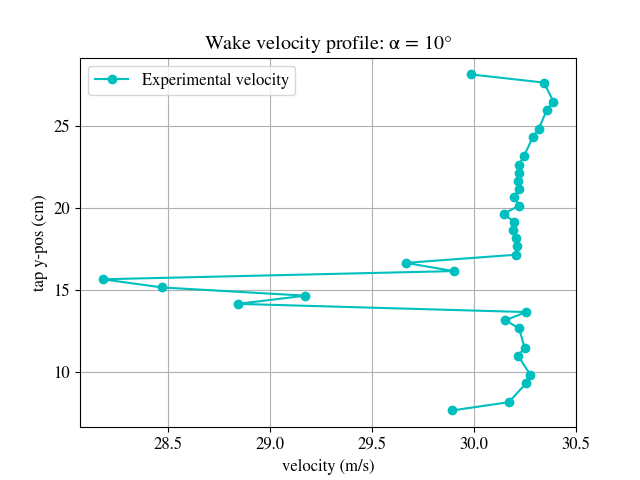 Wake velocity profile: α = 10°
Experimental velocity
25
20
15
10
tap y-pos (cm)
28.5 29.0 29.5 30.0 30.5
velocity (m/s)